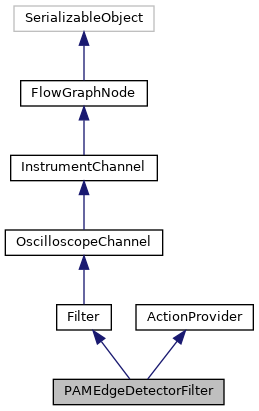 SerializableObject
FlowGraphNode
InstrumentChannel
OscilloscopeChannel
Filter
ActionProvider
PAMEdgeDetectorFilter